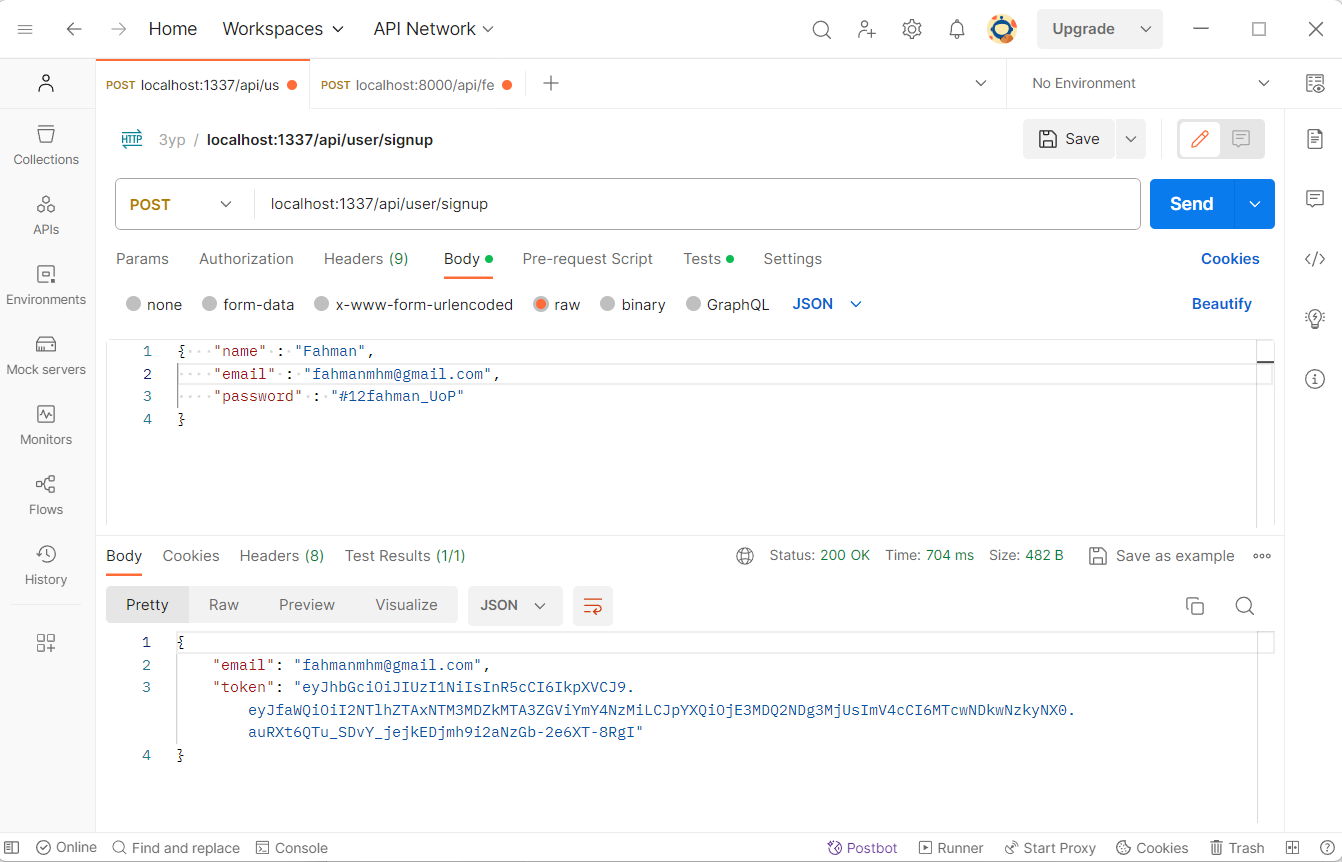 Home Workspaces API Network Upgrade
POST localhost:1337/api/us POST localhost:8000/api/fe No Environment
HTTP 3yp / localhost:1337/api/user/signup Save
Collections
APIs
Environments
Mock servers
Monitors
Flows
History
POST localhost:1337/api/user/signup Send
Params Authorization Headers (9) Body Pre-request Script Tests Settings Cookies
none form-data x-www-form-urlencoded raw binary GraphQL JSON Beautify
1 { "name" : "Fahman",
2 "email" : "fahmanmhm@gmail.com",
3 "password" : "#12fahman_UoP"
4 }
Body Cookies Headers (8) Test Results (1/1) Status: 200 OK Time: 704 ms Size: 482 B Save as example
Pretty Raw Preview Visualize JSON
1 {
2 "email": "fahmanmhm@gmail.com",
3 "token": "eyJhbGciOiJIUzI1NiIsInR5cCI6IkpXVCJ9.
eyJfaWQiOiI2NTlhZTAxNTM3MDZkMTA3ZGViYmY4NzMiLCJpYXQiOjE3MDQ2NDg3MjUsImV4cCI6MTcwNDkwNzkyNX0.
auRXt6QTu_SDvY_jejkEDjmh9i2aNzGb-2e6XT-8RgI"
4 }
Online Find and replace Console Postbot Runner Start Proxy Cookies Trash